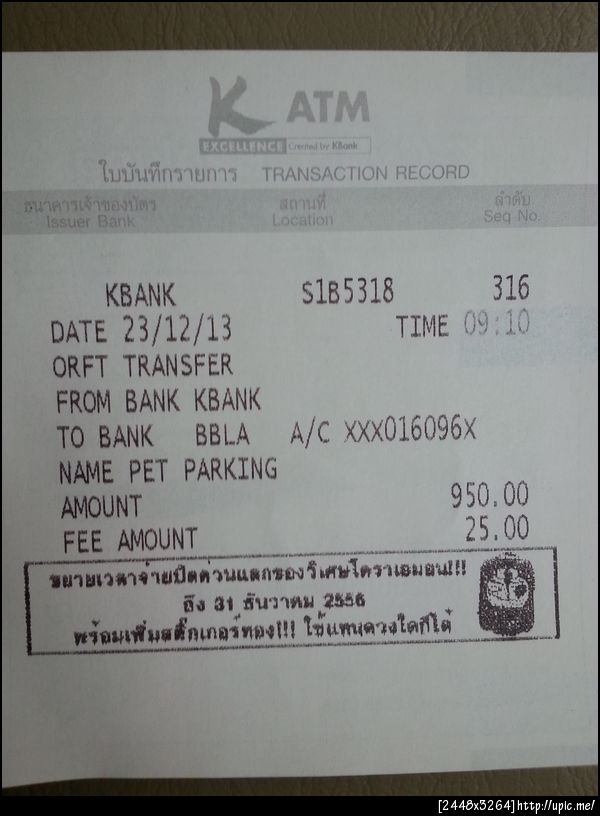 K ATM
EXCELLENCE Created by KBank
ใบบันทึกรายการ TRANSACTION RECORD
ธนาคารเจ้าของบัตร สถานที่ ลำดับ
Issuer Bank Location Seq No.
KBANK S1B5318 316
DATE 23/12/13 TIME 09:10
ORFT TRANSFER
FROM BANK KBANK
TO BANK BBLA A/C XXX016096X
NAME PET PARKING
AMOUNT 950.00
FEE AMOUNT 25.00
ขยายเวลาจ่ายปิดด่วนแลกของวิเศษโดราเอมอน!!!
ถึง 31 ธันวาคม 2556
พร้อมเพิ่มสติ๊กเกอร์ทอง!!! ใช้แทนดวงใดก็ได้
[2448x3264]http://upic.me/